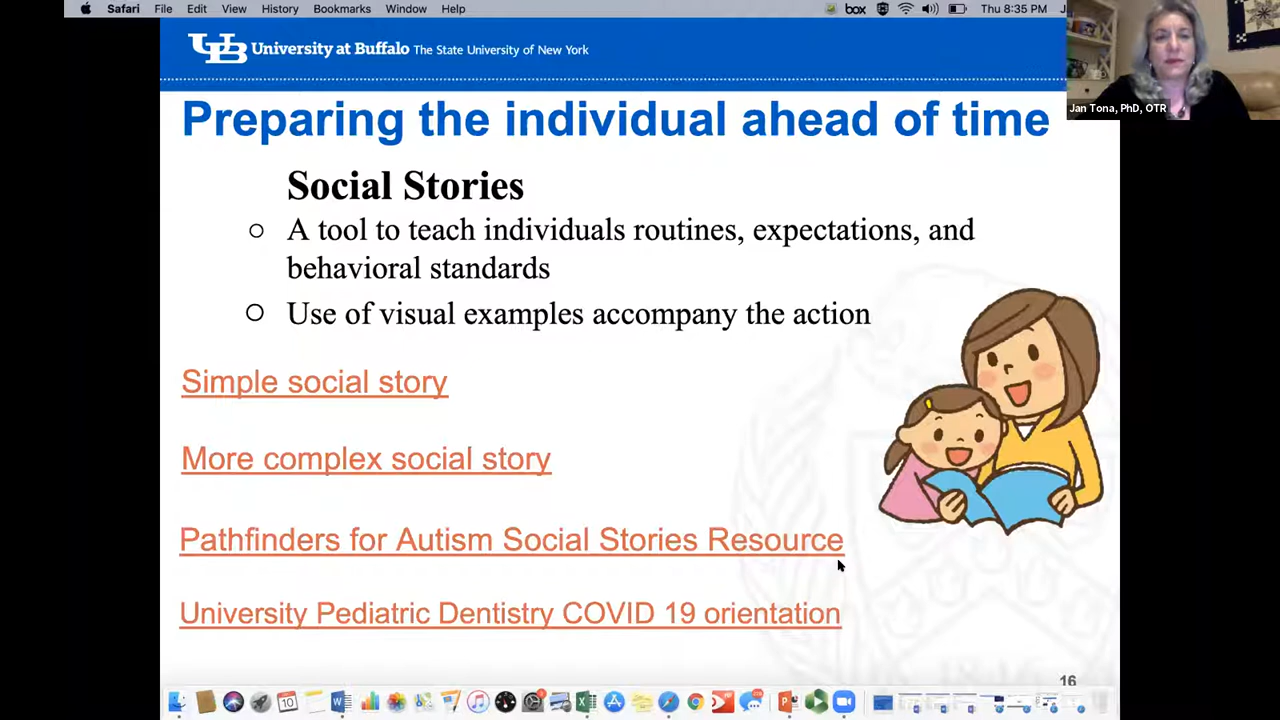 Safari File Edit View History Bookmarks Window Help box Thu 8:35 PM
UB University at Buffalo The State University of New York
Jan Tona, PhD, OTR
Preparing the individual ahead of time
Social Stories
○ A tool to teach individuals routines, expectations, and
behavioral standards
○ Use of visual examples accompany the action
Simple social story
More complex social story
Pathfinders for Autism Social Stories Resource
University Pediatric Dentistry COVID 19 orientation
16
10